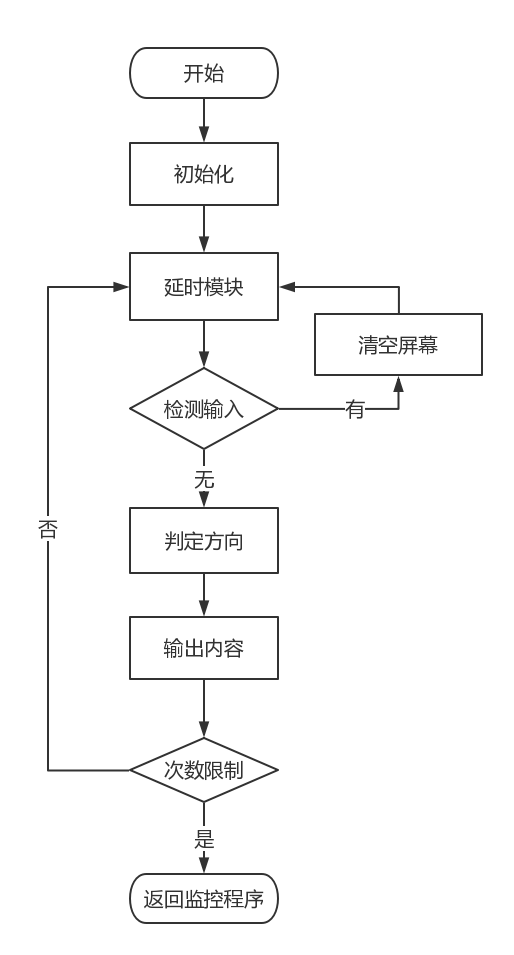 开始
初始化
延时模块
清空屏幕
检测输入
有
无
否
判定方向
输出内容
次数限制
是
返回监控程序